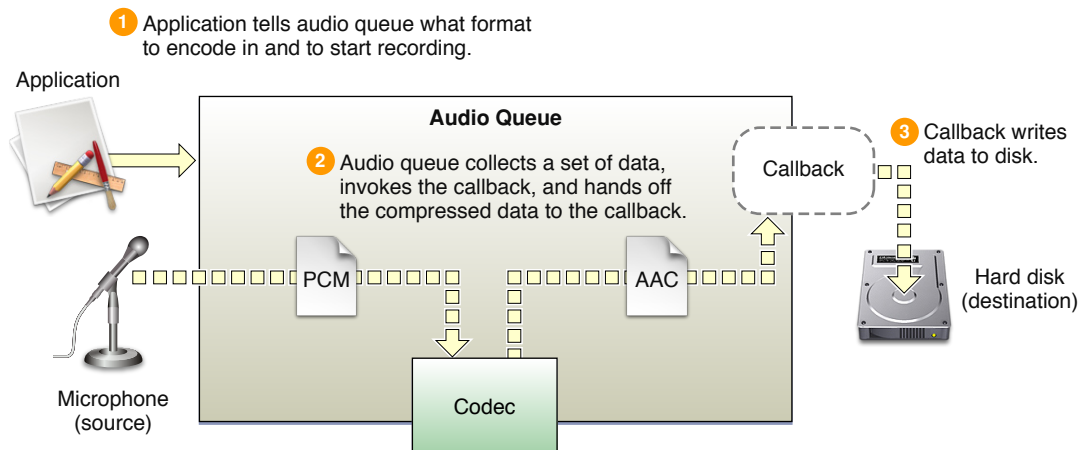 1 Application tells audio queue what format
to encode in and to start recording.
Application
Audio Queue
2 Audio queue collects a set of data,
invokes the callback, and hands off
the compressed data to the callback.
Callback
3 Callback writes
data to disk.
PCM
AAC
Hard disk
(destination)
Microphone
(source)
Codec